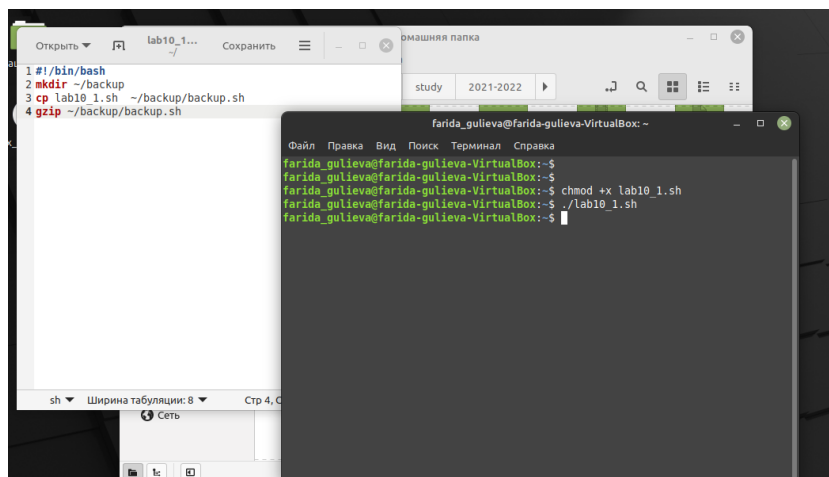 Открыть
lab10_1...
~/
Сохранить
1 #!/bin/bash
2 mkdir ~/backup
3 cp lab10_1.sh  ~/backup/backup.sh
4 gzip ~/backup/backup.sh
sh
Ширина табуляции: 8
Стр 4,
омашняя папка
study
2021-2022
farida_gulieva@farida-gulieva-VirtualBox: ~
Файл Правка Вид Поиск Терминал Справка
farida_gulieva@farida-gulieva-VirtualBox:~$
farida_gulieva@farida-gulieva-VirtualBox:~$
farida_gulieva@farida-gulieva-VirtualBox:~$ chmod +x lab10_1.sh
farida_gulieva@farida-gulieva-VirtualBox:~$ ./lab10_1.sh
farida_gulieva@farida-gulieva-VirtualBox:~$
Сеть